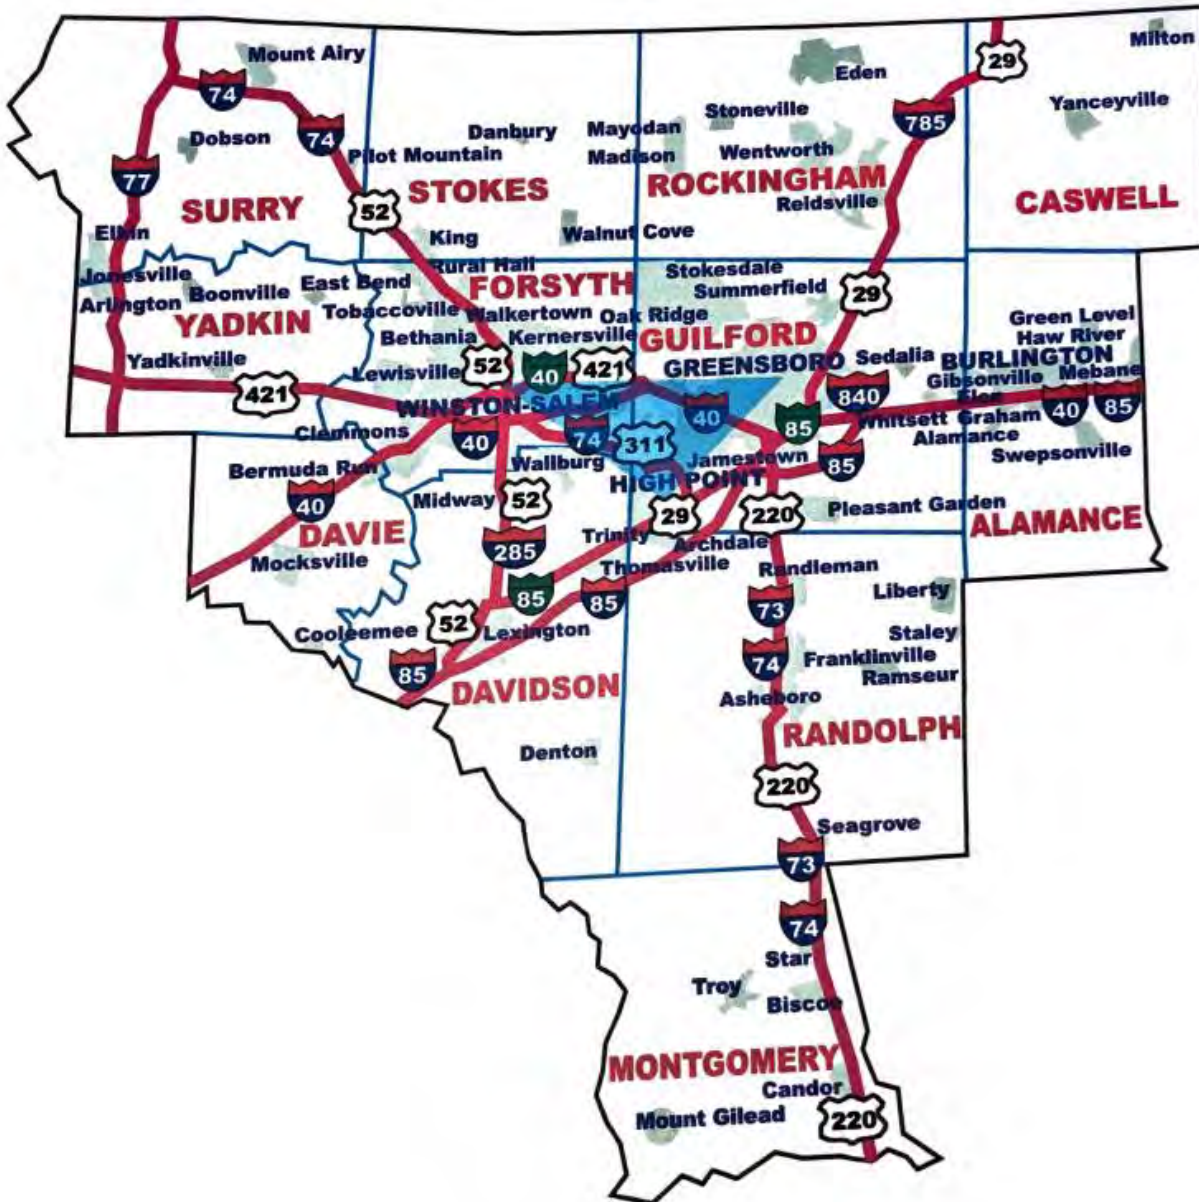 Mount Airy
Milton
29
Eden
74
Stoneville
Yanceyville
785
Dobson
74
Danbury
Mayodan
Pilot Mountain
Madison
Wentworth
77
STOKES
ROCKINGHAM
SURRY
52
Reidsville
CASWELL
Elkin
King
Walnut Cove
Rural Hall
Stokesdale
Jonesville
East Bend
FORSYTH
Summerfield
29
Boonville
Arlington
Tobaccoville
Walkertown
Oak Ridge
Green Level
YADKIN
Bethania
Kernersville
GUILFORD
Haw River
Yadkinville
52
421
GREENSBORO
Sedalia
BURLINGTON
Lewisville
40
Gibsonville
Mebane
421
840
Elon
WINSTON-SALEM
40
85
Whitsett
Graham
40
85
Clemmons
40
74
311
Alamance
Bermuda Run
Wallburg
Jamestown
85
Swepsonville
40
Midway
52
HIGH POINT
29
220
Pleasant Garden
DAVIE
285
Trinity
Archdale
ALAMANCE
Mocksville
Thomasville
Randleman
85
85
73
Liberty
Cooleemee
52
Lexington
Staley
85
74
Franklinville
Ramseur
DAVIDSON
Asheboro
RANDOLPH
Denton
220
Seagrove
73
74
Star
Troy
Biscoe
MONTGOMERY
Candor
Mount Gilead
220